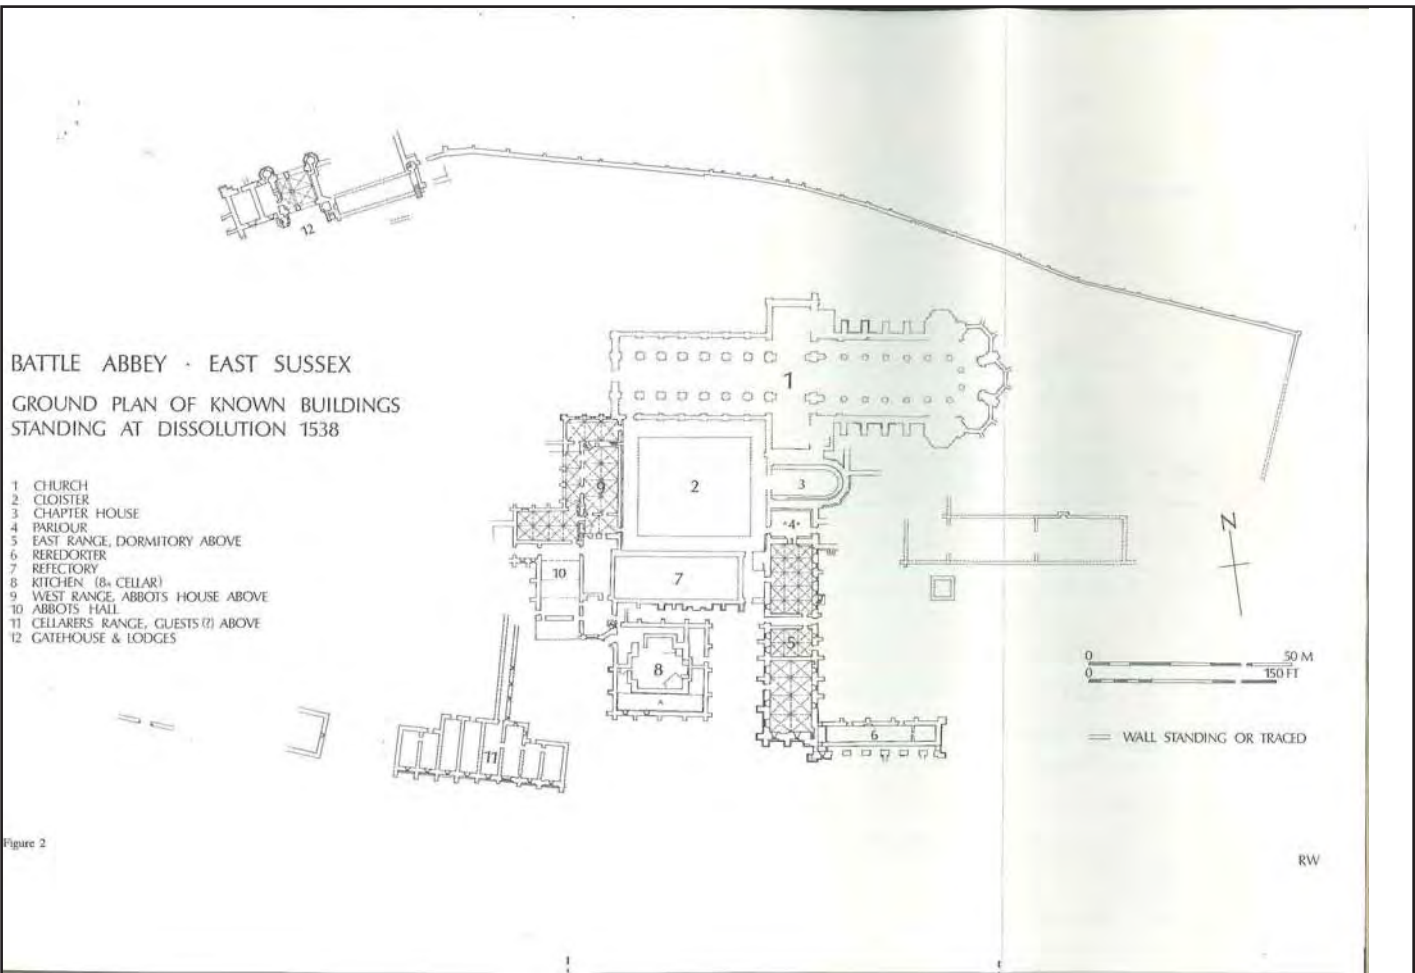 BATTLE ABBEY · EAST SUSSEX
GROUND PLAN OF KNOWN BUILDINGS
STANDING AT DISSOLUTION 1538
1 CHURCH
2 CLOISTER
3 CHAPTER HOUSE
4 PARLOUR
5 EAST RANGE, DORMITORY ABOVE
6 REREDORTER
7 REFECTORY
8 KITCHEN (8A CELLAR)
9 WEST RANGE, ABBOTS HOUSE ABOVE
10 ABBOTS HALL
11 CELLARERS RANGE, GUESTS (?) ABOVE
12 GATEHOUSE & LODGES
12
1
9
2
3
4
10
7
5
8
A
6
11
N
0 50 M
0 150 FT
WALL STANDING OR TRACED
Figure 2
RW